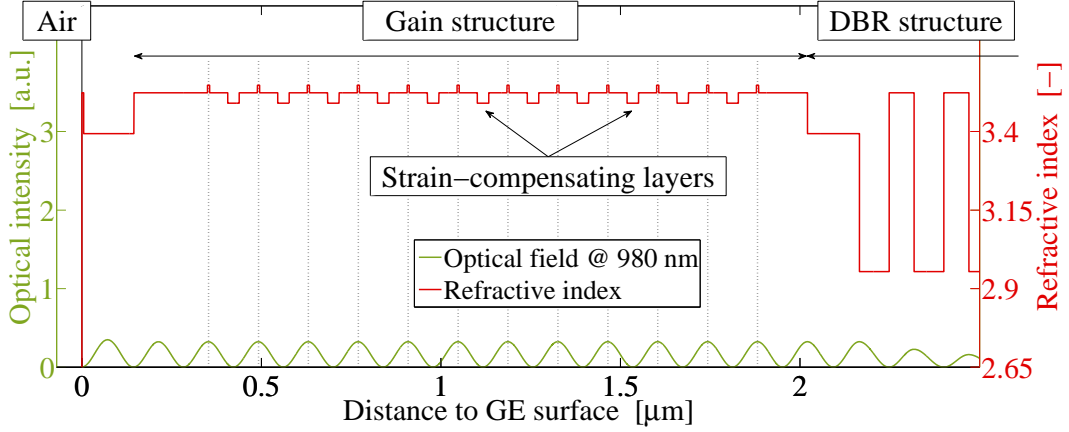 Air
Gain structure
DBR structure
Optical intensity [a.u.]
3
2
1
0
Strain−compensating layers
Optical field @ 980 nm
Refractive index
3.4
3.15
2.9
2.65
Refractive index [−]
0
0.5
1
1.5
2
Distance to GE surface [μm]